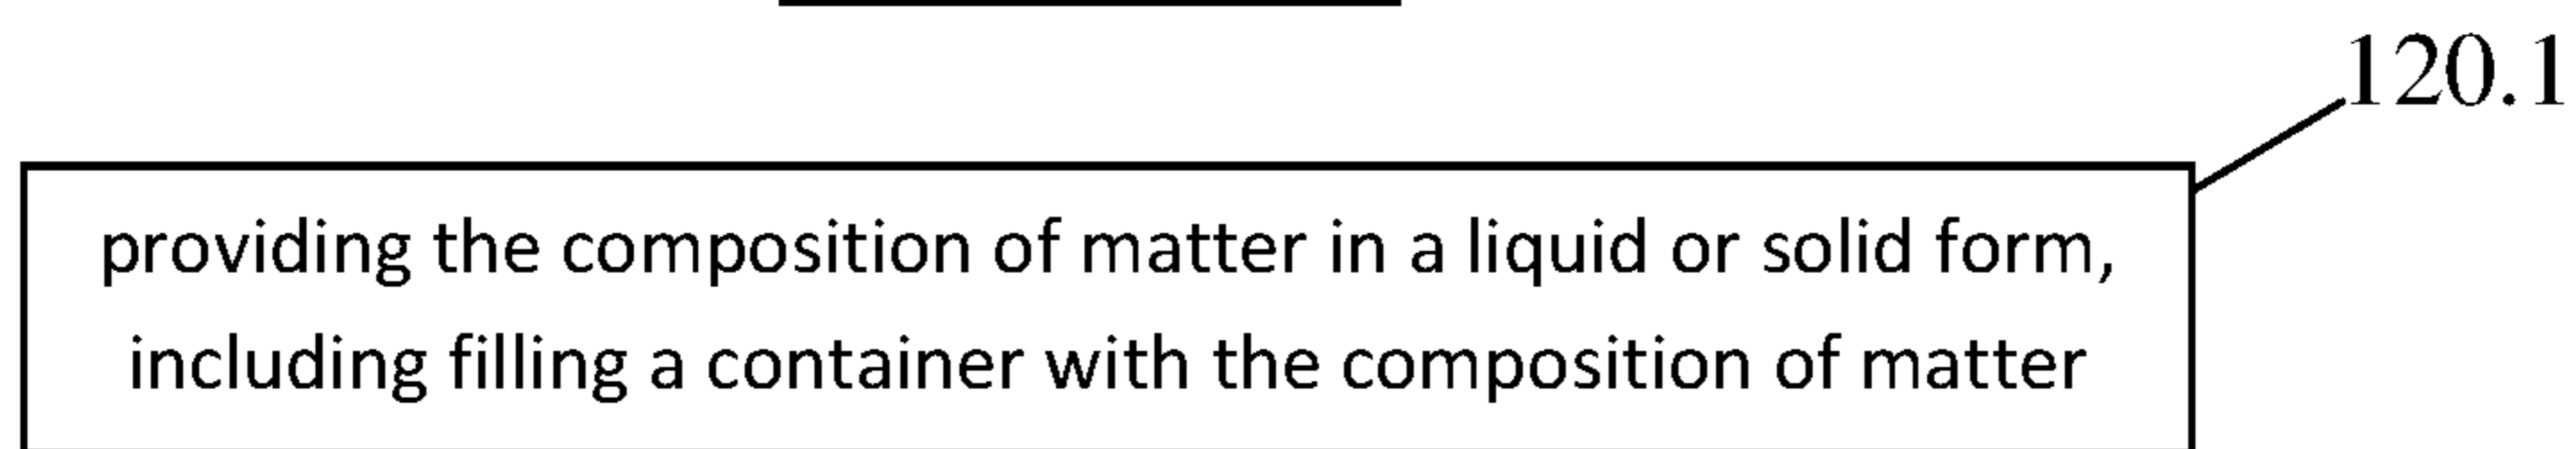 120.1
providing the composition of matter in a liquid or solid form,
including filling a container with the composition of matter